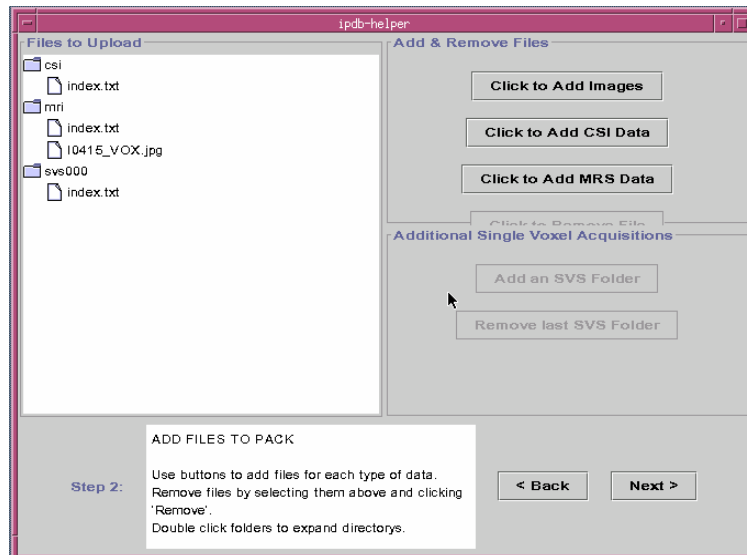 ipdb-helper
Files to Upload
csi
index.txt
mri
index.txt
I0415_VOX.jpg
svs000
index.txt
Add & Remove Files
Click to Add Images
Click to Add CSI Data
Click to Add MRS Data
Click to Remove File
Additional Single Voxel Acquisitions
Add an SVS Folder
Remove last SVS Folder
Step 2:
ADD FILES TO PACK
Use buttons to add files for each type of data.
Remove files by selecting them above and clicking
'Remove'.
Double click folders to expand directorys.
< Back
Next >